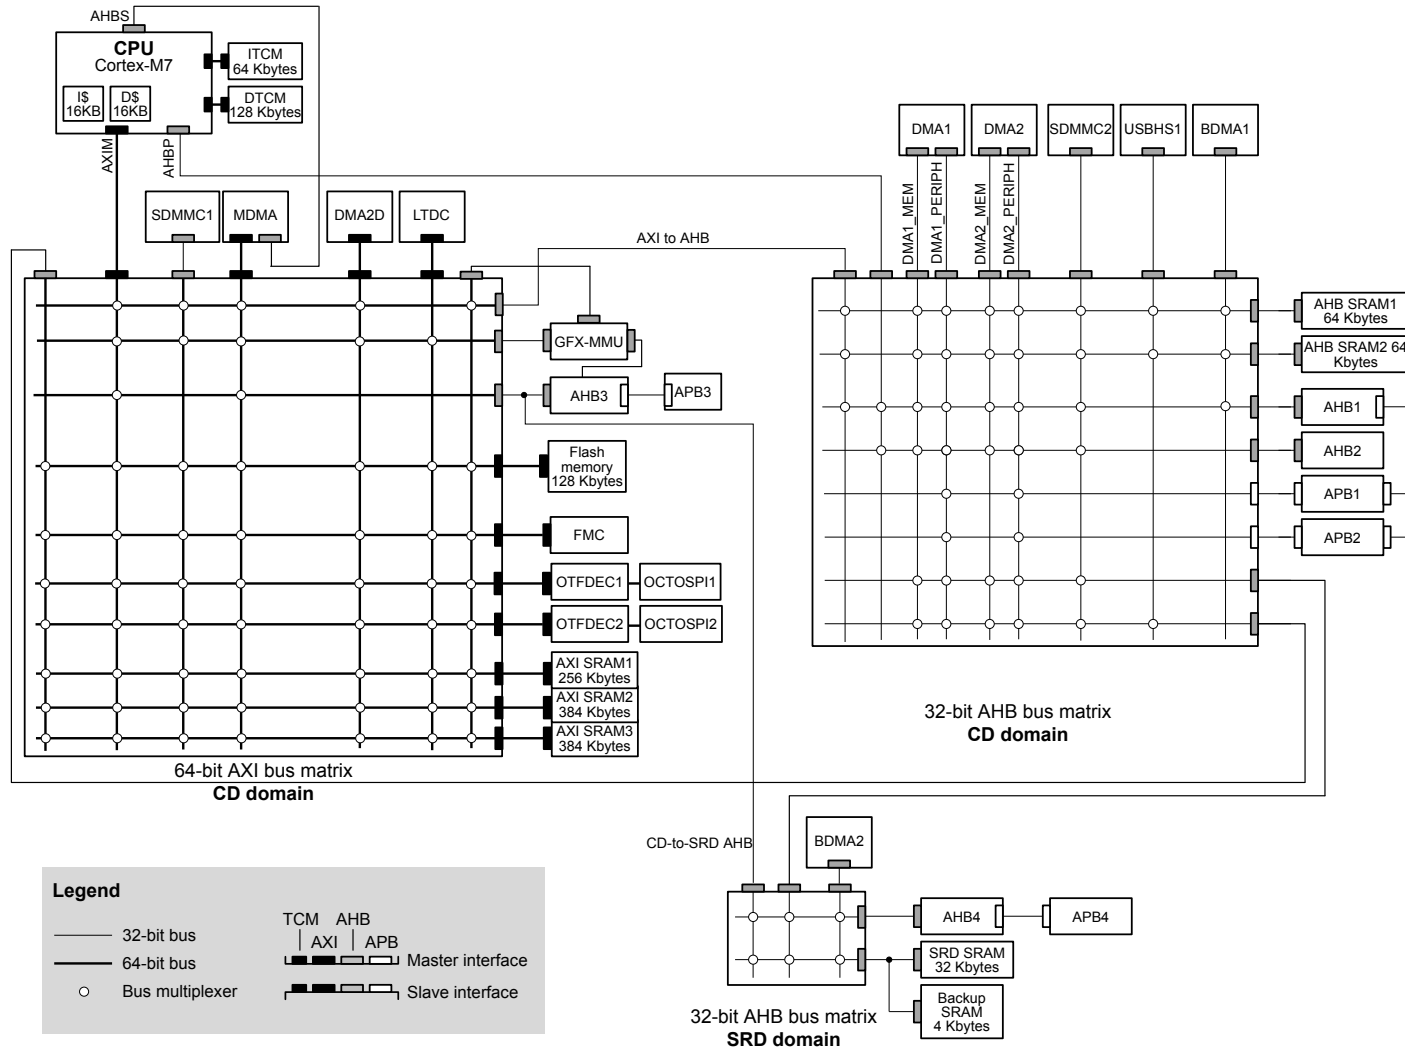 AHBS
CPU
Cortex-M7
I$
16KB
D$
16KB
ITCM
64 Kbytes
DTCM
128 Kbytes
AXIM
AHBP
SDMMC1
MDMA
DMA2D
LTDC
AXI to AHB
DMA1
DMA2
SDMMC2
USBHS1
BDMA1
DMA1_MEM
DMA1_PERIPH
DMA2_MEM
DMA2_PERIPH
GFX-MMU
AHB3
APB3
Flash
memory
128 Kbytes
FMC
OTFDEC1
OCTOSPI1
OTFDEC2
OCTOSPI2
AXI SRAM1
256 Kbytes
AXI SRAM2
384 Kbytes
AXI SRAM3
384 Kbytes
64-bit AXI bus matrix
CD domain
AHB SRAM1
64 Kbytes
AHB SRAM2 64
Kbytes
AHB1
AHB2
APB1
APB2
32-bit AHB bus matrix
CD domain
CD-to-SRD AHB
BDMA2
AHB4
APB4
SRD SRAM
32 Kbytes
Backup
SRAM
4 Kbytes
32-bit AHB bus matrix
SRD domain
Legend
32-bit bus
64-bit bus
Bus multiplexer
TCM
AHB
AXI
APB
Master interface
Slave interface